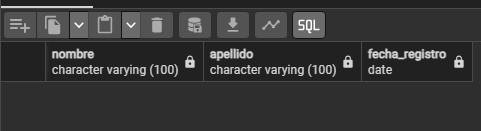 SQL
nombre apellido fecha_registro
character varying (100) character varying (100) date